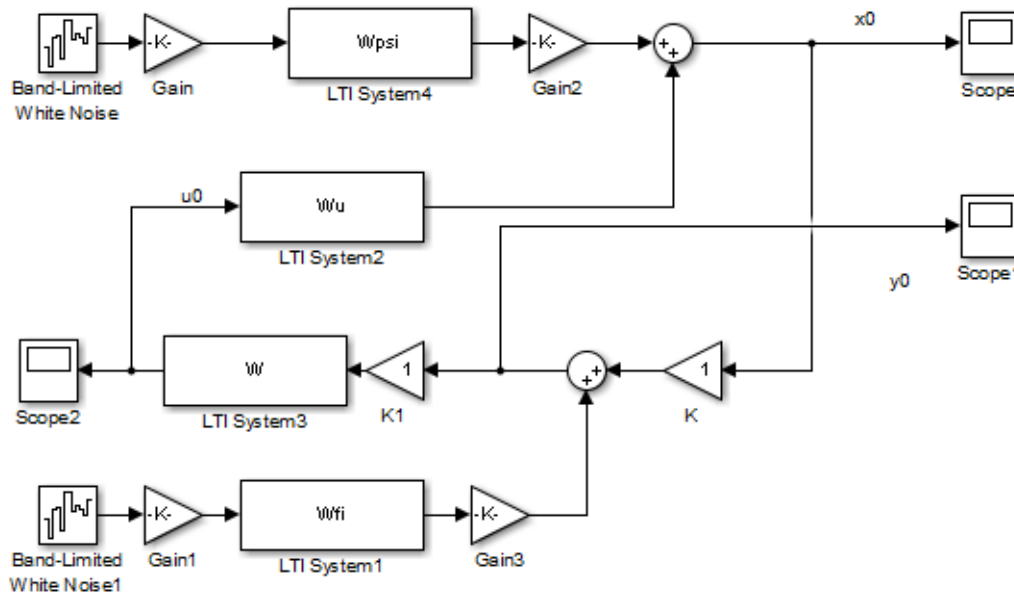 x0
-K-
Wpsi
-K-
Band-Limited
White Noise
Gain
LTI System4
Gain2
Scope
u0
Wu
LTI System2
Scope1
y0
W
1
1
Scope2
LTI System3
K1
K
-K-
Wfi
-K-
Band-Limited
White Noise1
Gain1
LTI System1
Gain3